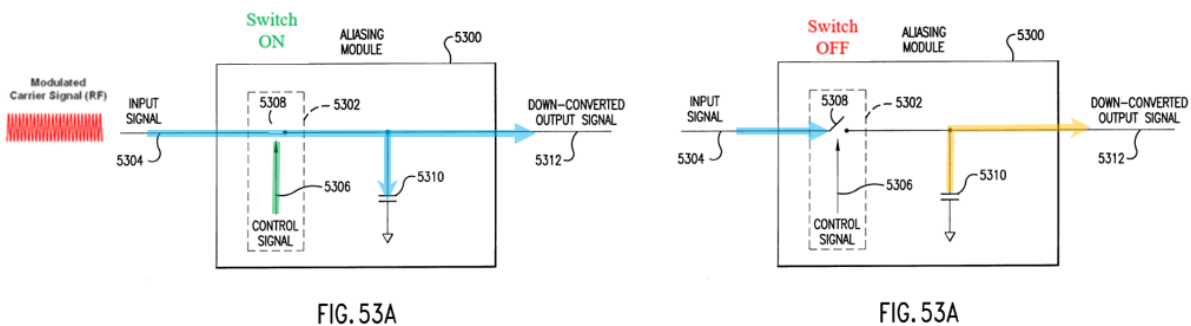 Switch
ON
ALIASING
MODULE
5300
Modulated
Carrier Signal (RF)
INPUT
SIGNAL
5308
5302
DOWN-CONVERTED
OUTPUT SIGNAL
5304
5312
5306
5310
CONTROL
SIGNAL
FIG. 53A
Switch
OFF
ALIASING
MODULE
5300
INPUT
SIGNAL
5308
5302
DOWN-CONVERTED
OUTPUT SIGNAL
5304
5312
5306
5310
CONTROL
SIGNAL
FIG. 53A